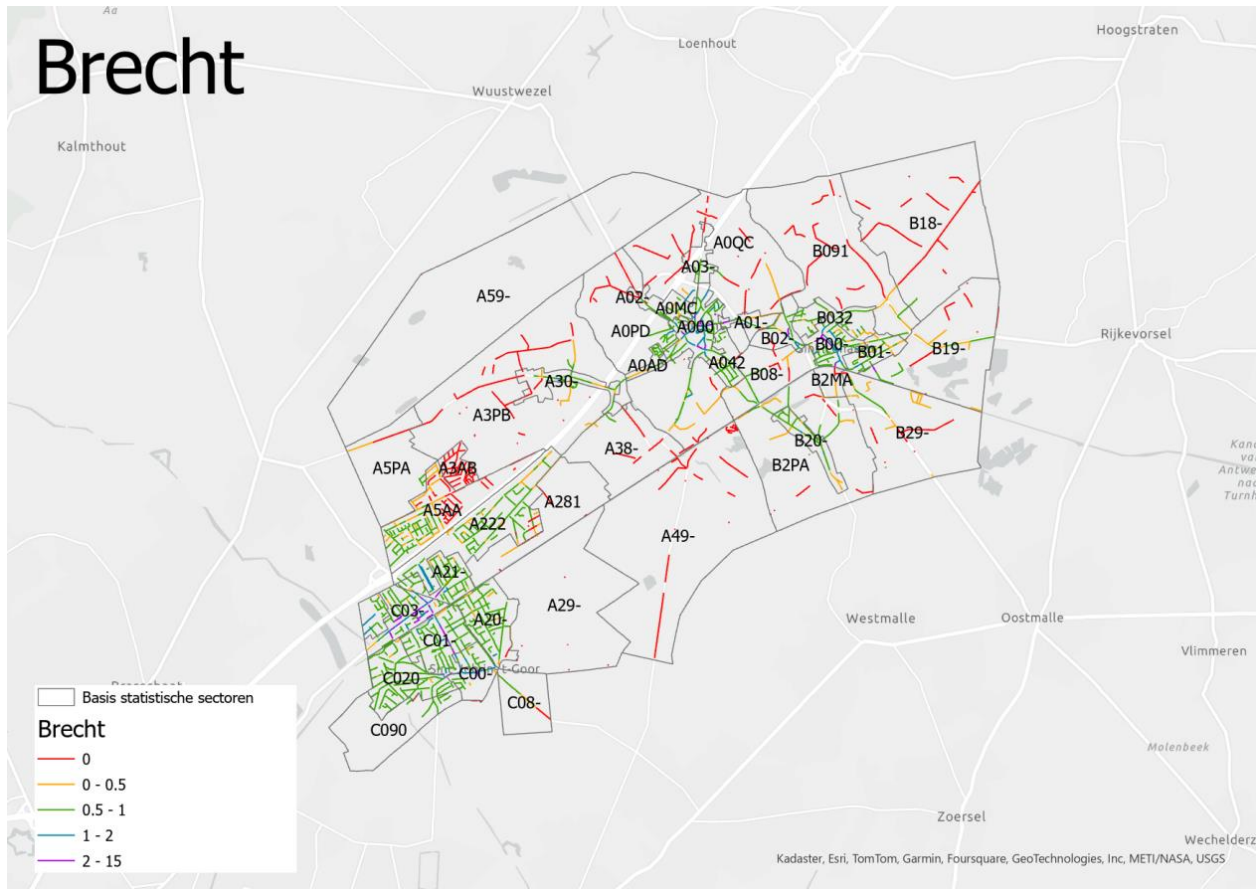 Brecht
Aa
Loenhout
Hoogstraten
Wuustwezel
Kalmthout
B18-
A0QC
B091
A03-
A59-
A02-
A0MC
B032
A000
A01-
A0PD
B02-
B00-
B01-
B19-
Rijkevorsel
A0AD
A042
B08-
B2MA
A30-
A3PB
B29-
B20-
A38-
B2PA
A5PA
A3AB
A281
A5AA
A222
A49-
A21-
A29-
C03-
A20-
Westmalle
Oostmalle
C01-
Vlimmeren
C020
C00-
C08-
C090
Basis statistische sectoren
Brecht
0
0 - 0.5
0.5 - 1
1 - 2
2 - 15
Molenbeek
Zoersel
Wechelderz
Kadaster, Esri, TomTom, Garmin, Foursquare, GeoTechnologies, Inc, METI/NASA, USGS